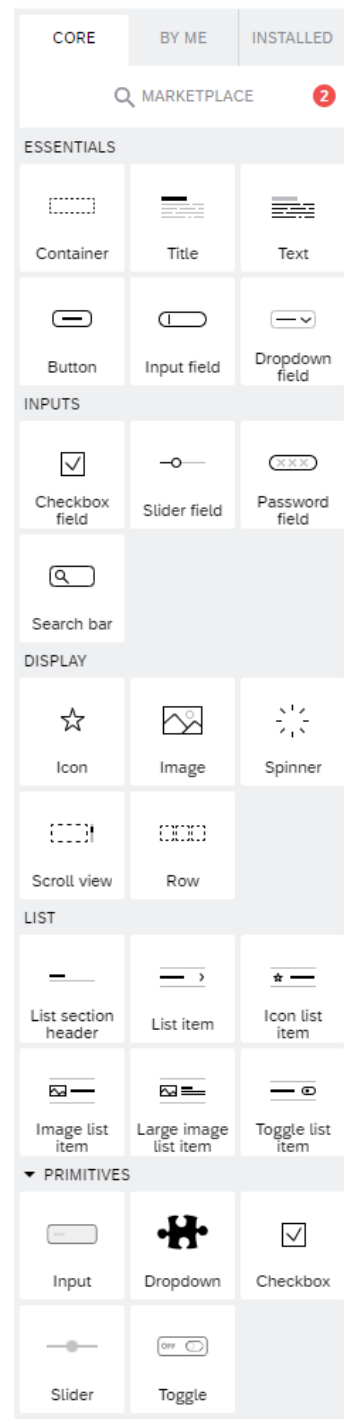 CORE BY ME INSTALLED
MARKETPLACE 2
ESSENTIALS
Container Title Text
Button Input field Dropdown
field
INPUTS
Checkbox
field Slider field Password
field
Search bar
DISPLAY
Icon Image Spinner
Scroll view Row
LIST
List section
header List item Icon list
item
Image list
item Large image
list item Toggle list
item
PRIMITIVES
Input Dropdown Checkbox
OFF
Slider Toggle